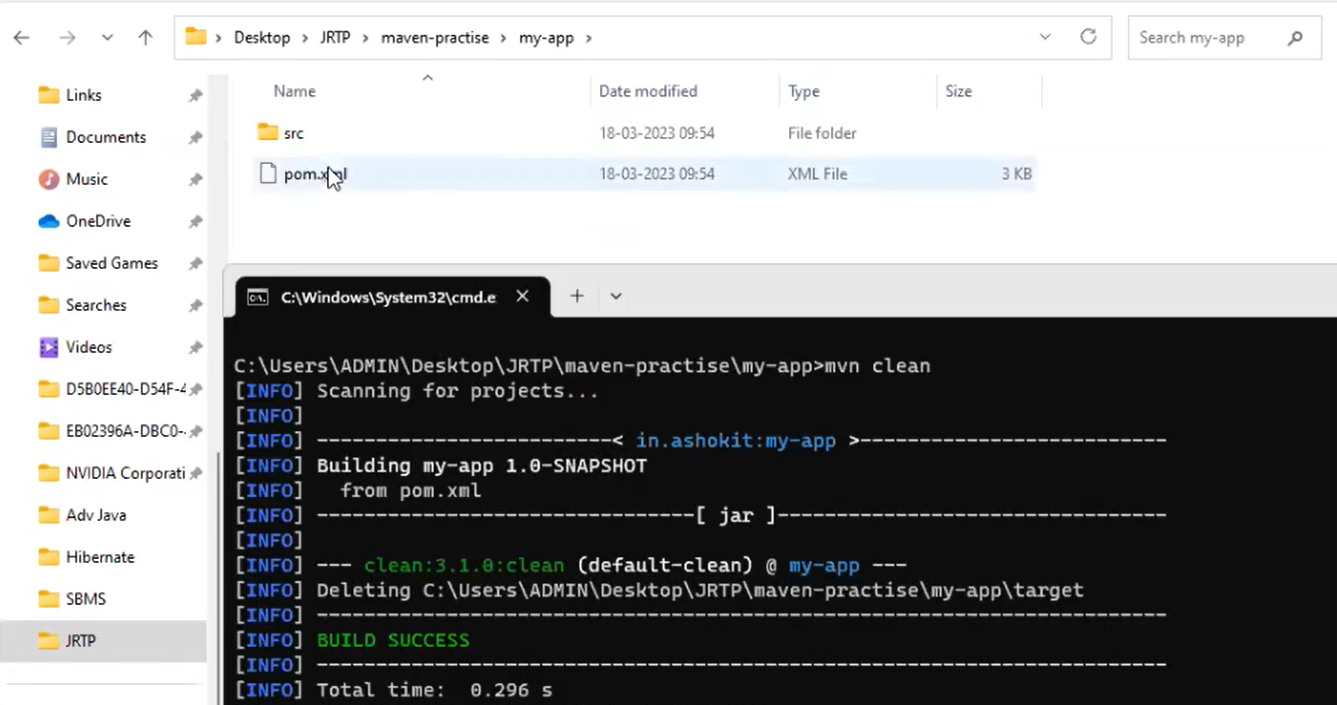 Desktop > JRTP > maven-practise > my-app >
Search my-app
Name Date modified Type Size
Links
Documents
Music
OneDrive
Saved Games
Searches
Videos
D5B0EE40-D54F-4
EB02396A-DBC0-
NVIDIA Corporati
Adv Java
Hibernate
SBMS
JRTP
src 18-03-2023 09:54 File folder
pom.xml 18-03-2023 09:54 XML File 3 KB
C:\Windows\System32\cmd.e
C:\Users\ADMIN\Desktop\JRTP\maven-practise\my-app>mvn clean
[INFO] Scanning for projects...
[INFO]
[INFO] -------------------------< in.ashokit:my-app >--------------------------
[INFO] Building my-app 1.0-SNAPSHOT
[INFO]   from pom.xml
[INFO] --------------------------------[ jar ]---------------------------------
[INFO]
[INFO] --- clean:3.1.0:clean (default-clean) @ my-app ---
[INFO] Deleting C:\Users\ADMIN\Desktop\JRTP\maven-practise\my-app\target
[INFO] ------------------------------------------------------------------------
[INFO] BUILD SUCCESS
[INFO] ------------------------------------------------------------------------
[INFO] Total time:  0.296 s